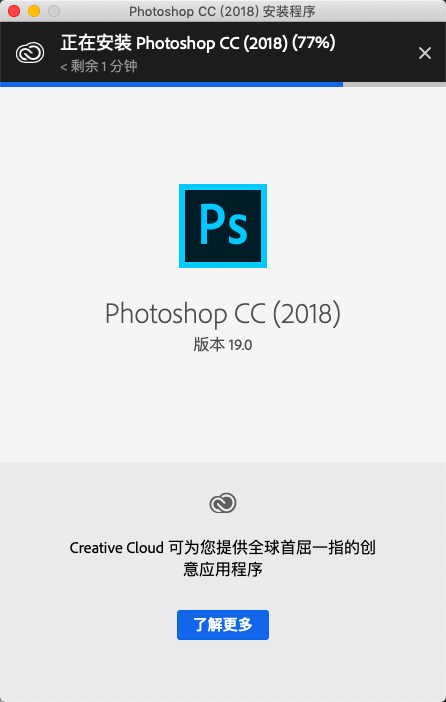 Photoshop CC (2018) 安装程序
正在安装 Photoshop CC (2018) (77%)
< 剩余 1 分钟
Ps
Photoshop CC (2018)
版本 19.0
Creative Cloud 可为您提供全球首屈一指的创
意应用程序
了解更多